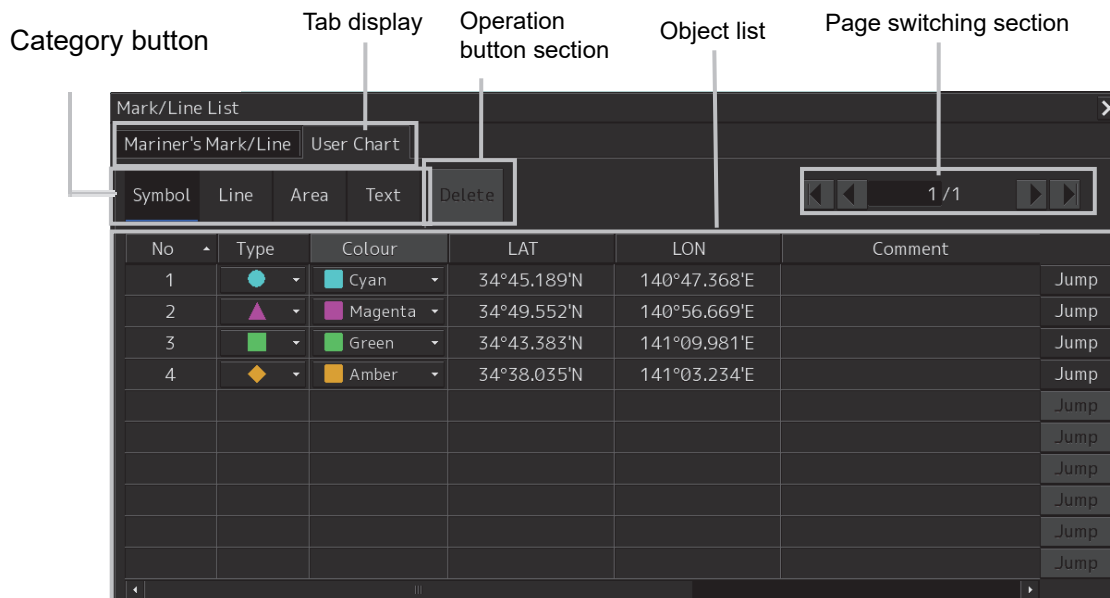 Category button
Tab display
Operation
button section
Object list
Page switching section
Mark/Line List
Mariner's Mark/Line User Chart
Symbol Line Area Text Delete 1/1
No Type Colour LAT LON Comment
1 Cyan 34°45.189'N 140°47.368'E Jump
2 Magenta 34°49.552'N 140°56.669'E Jump
3 Green 34°43.383'N 141°09.981'E Jump
4 Amber 34°38.035'N 141°03.234'E Jump
Jump
Jump
Jump
Jump
Jump
Jump